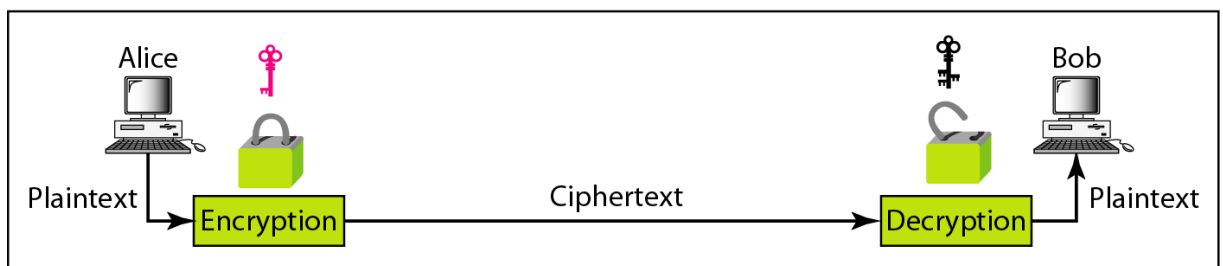 Alice
Bob
Plaintext
Ciphertext
Plaintext
Encryption
Decryption